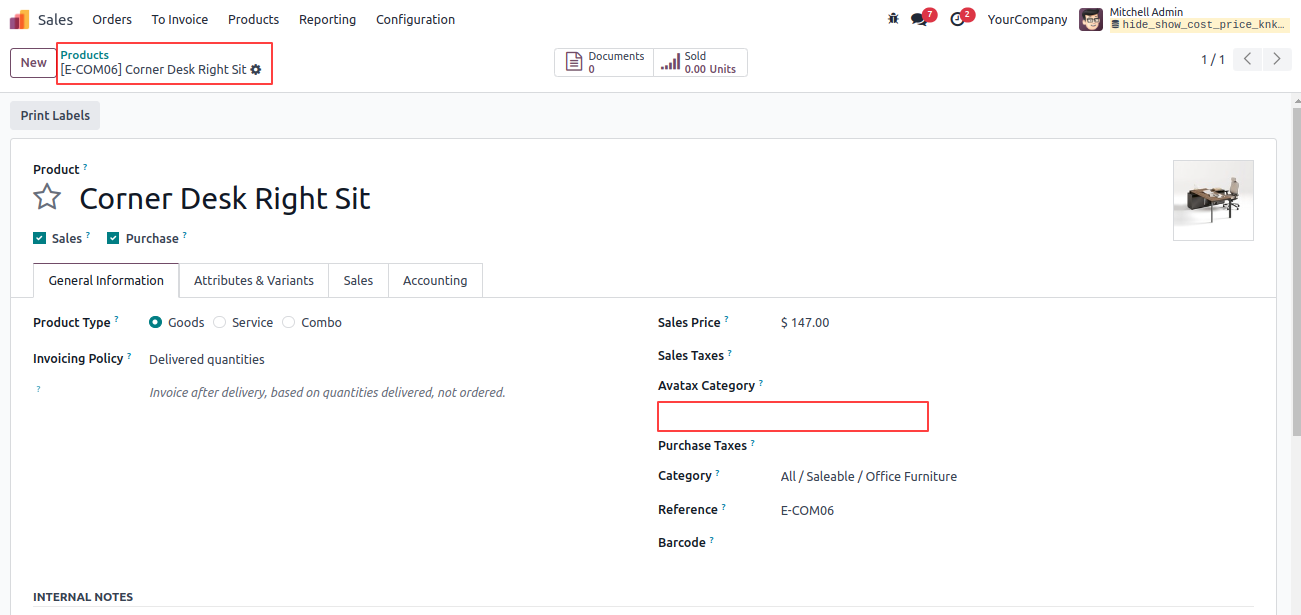 Sales Orders To Invoice Products Reporting Configuration 7 2 YourCompany Mitchell Admin
hide_show_cost_price_knk...
New Products
[E-COM06] Corner Desk Right Sit
Documents
0
Sold
0.00 Units
1 / 1
Print Labels
Product ?
Corner Desk Right Sit
Sales ? Purchase ?
General Information Attributes & Variants Sales Accounting
Product Type ? Goods Service Combo
Invoicing Policy ? Delivered quantities
? Invoice after delivery, based on quantities delivered, not ordered.
Sales Price ? $ 147.00
Sales Taxes ?
Avatax Category ?
Purchase Taxes ?
Category ? All / Saleable / Office Furniture
Reference ? E-COM06
Barcode ?
INTERNAL NOTES